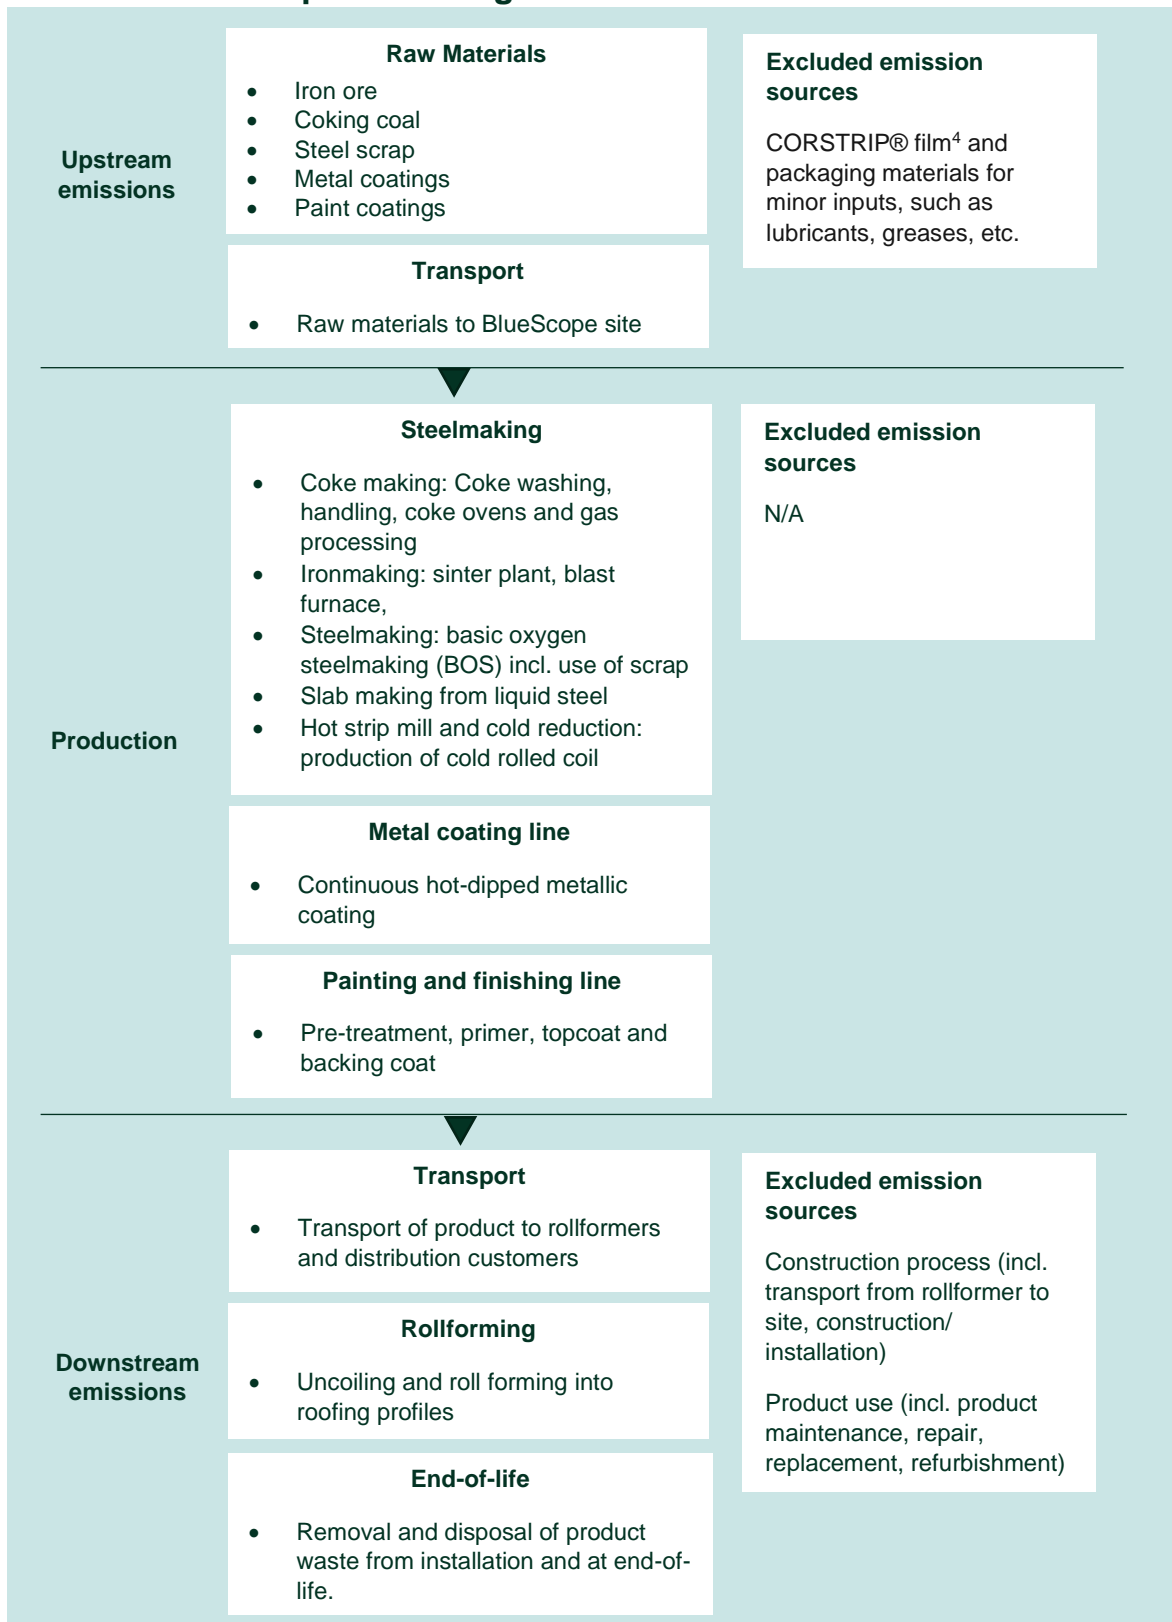 Upstream
emissions
Raw Materials
• Iron ore
• Coking coal
• Steel scrap
• Metal coatings
• Paint coatings
Transport
• Raw materials to BlueScope site
Excluded emission
sources
CORSTRIP® film⁴ and
packaging materials for
minor inputs, such as
lubricants, greases, etc.
Production
Steelmaking
• Coke making: Coke washing,
handling, coke ovens and gas
processing
• Ironmaking: sinter plant, blast
furnace,
• Steelmaking: basic oxygen
steelmaking (BOS) incl. use of scrap
• Slab making from liquid steel
• Hot strip mill and cold reduction:
production of cold rolled coil
Metal coating line
• Continuous hot-dipped metallic
coating
Painting and finishing line
• Pre-treatment, primer, topcoat and
backing coat
Excluded emission
sources
N/A
Downstream
emissions
Transport
• Transport of product to rollformers
and distribution customers
Rollforming
• Uncoiling and roll forming into
roofing profiles
End-of-life
• Removal and disposal of product
waste from installation and at end-of-
life.
Excluded emission
sources
Construction process (incl.
transport from rollformer to
site, construction/
installation)
Product use (incl. product
maintenance, repair,
replacement, refurbishment)